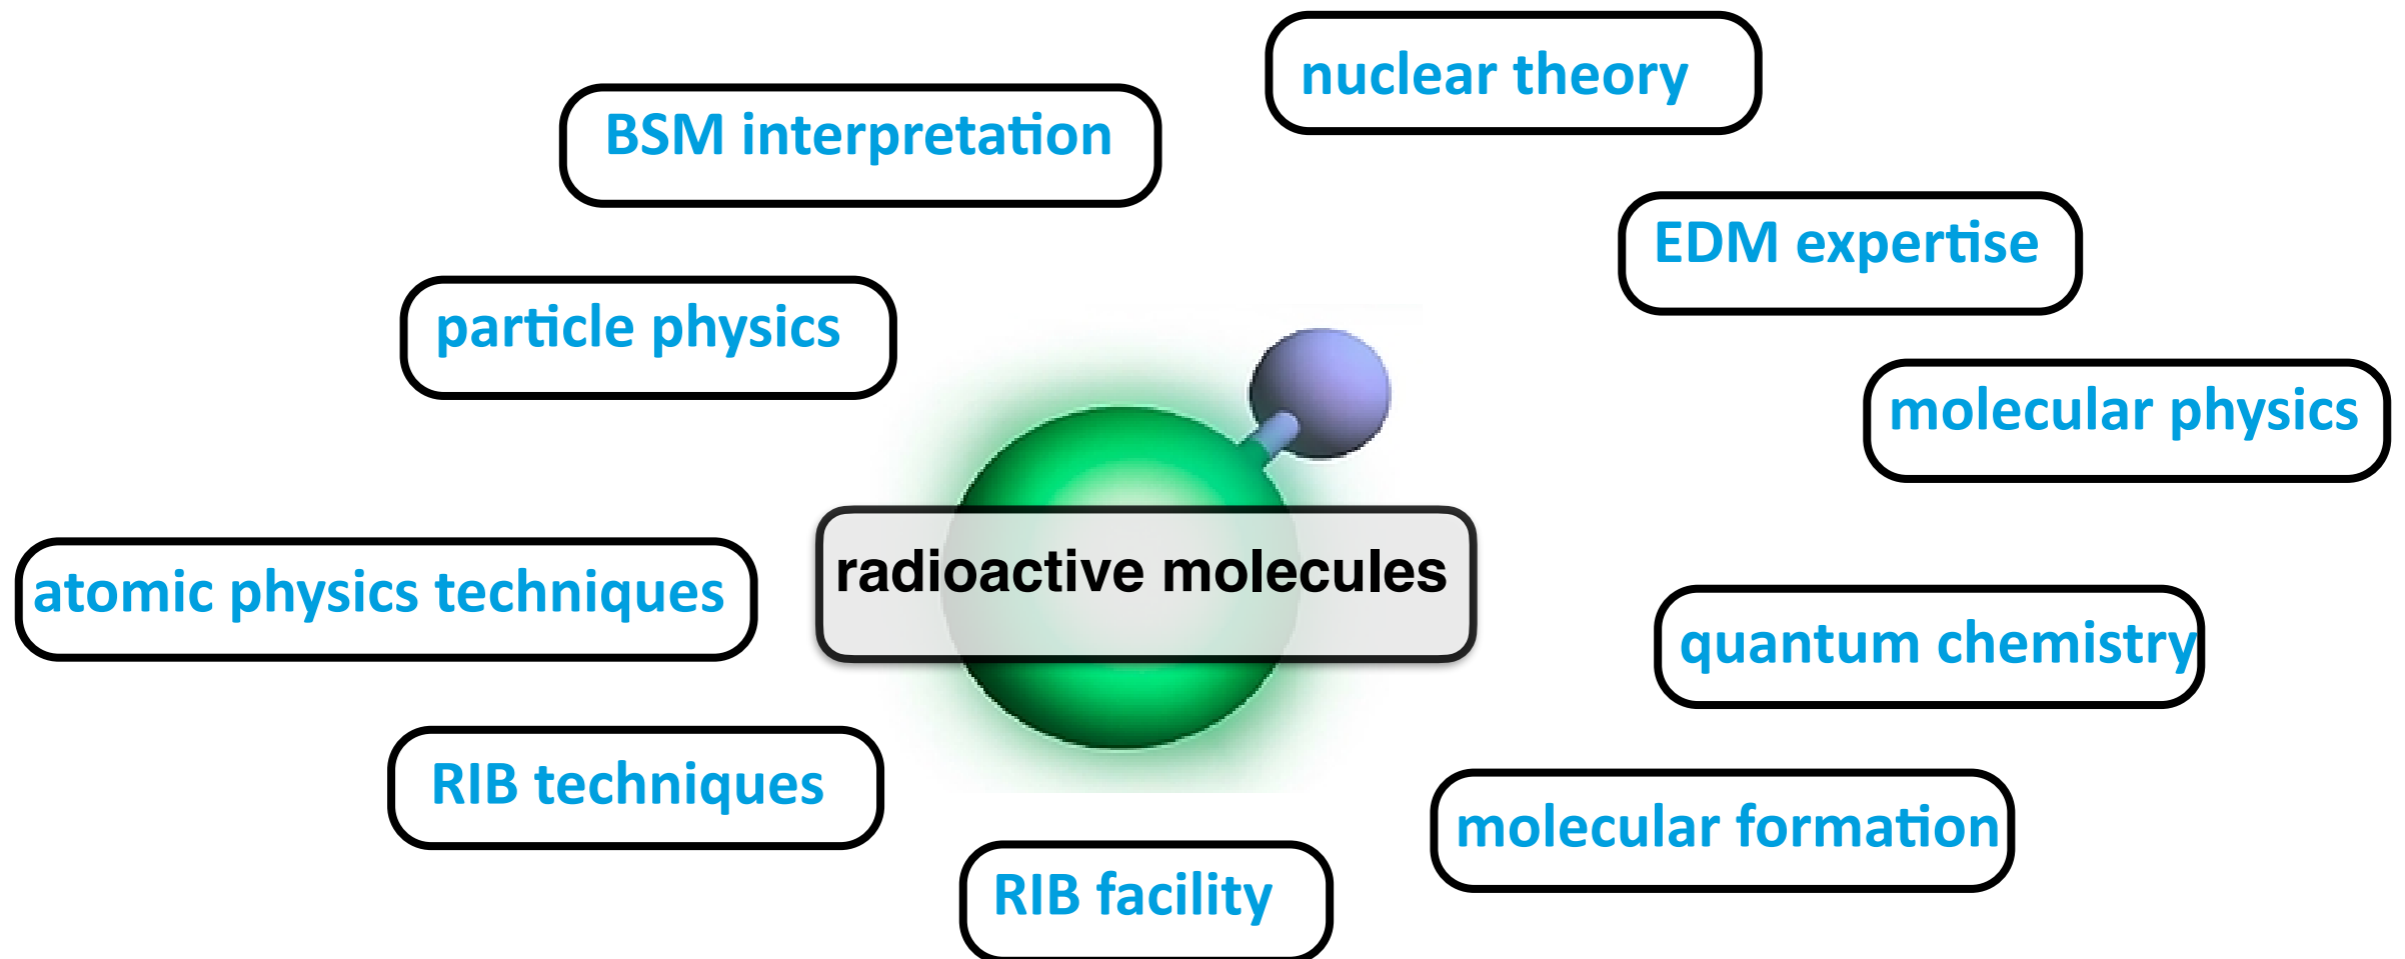 nuclear theory
BSM interpretation
EDM expertise
particle physics
molecular physics
radioactive molecules
atomic physics techniques
quantum chemistry
RIB techniques
molecular formation
RIB facility